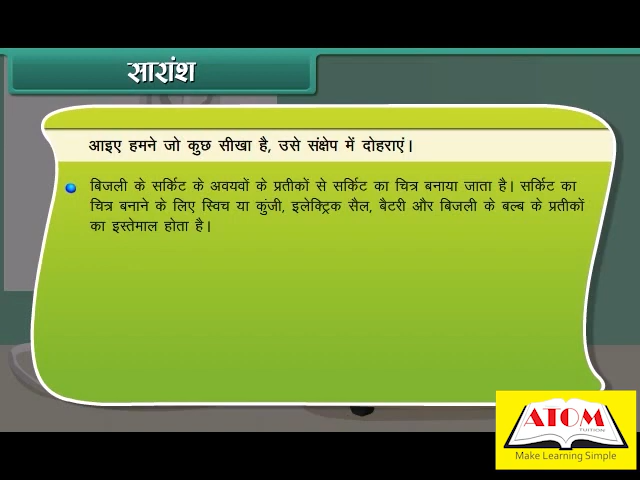 सारांश
आइए हमने जो कुछ सीखा है, उसे संक्षेप में दोहराएं।
बिजली के सर्किट के अवयवों के प्रतीकों से सर्किट का चित्र बनाया जाता है। सर्किट का
चित्र बनाने के लिए स्विच या कुंजी, इलेक्ट्रिक सैल, बैटरी और बिजली के बल्ब के प्रतीकों
का इस्तेमाल होता है।
ATOM
TUITION
Make Learning Simple